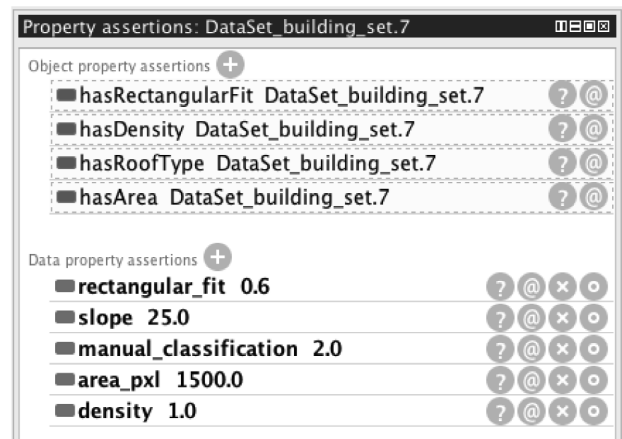 Property assertions: DataSet_building_set.7
Object property assertions
hasRectangularFit DataSet_building_set.7 ? @
hasDensity DataSet_building_set.7 ? @
hasRoofType DataSet_building_set.7 ? @
hasArea DataSet_building_set.7 ? @
Data property assertions
rectangular_fit 0.6 ? @
slope 25.0 ? @
manual_classification 2.0 ? @
area_pxl 1500.0 ? @
density 1.0 ? @